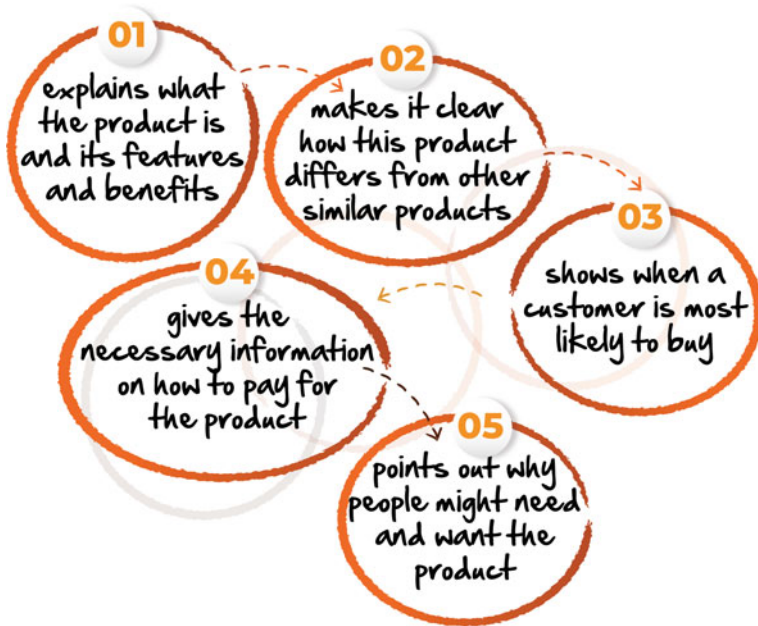 01
explains what
the product is
and its features
and benefits
02
makes it clear
how this product
differs from other
similar products
03
shows when a
customer is most
likely to buy
04
gives the
necessary information
on how to pay for
the product
05
points out why
people might need
and want the
product